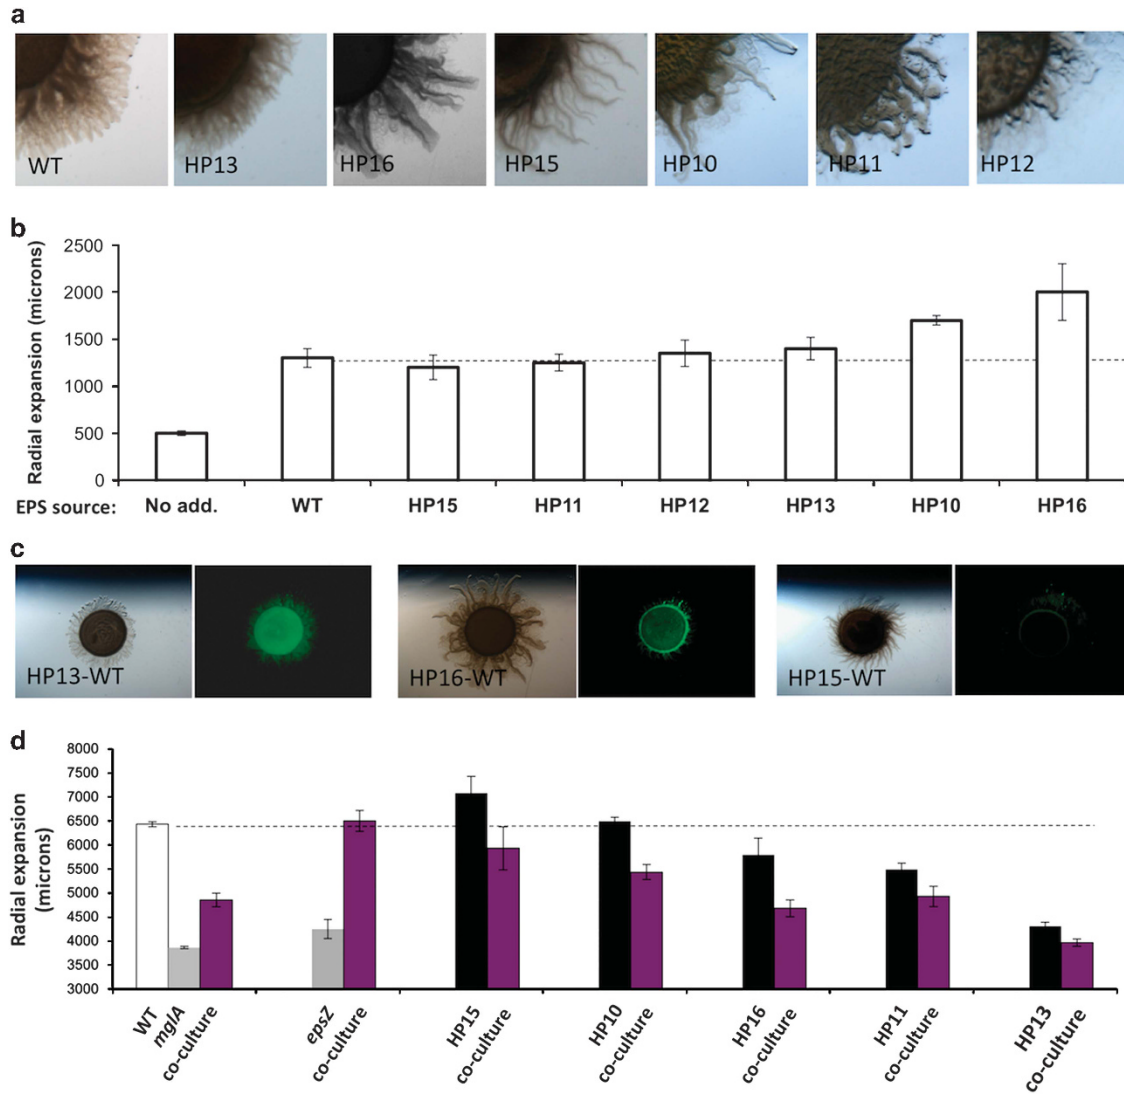 a
WT HP13 HP16 HP15 HP10 HP11 HP12
b
Radial expansion (microns)
2500
2000
1500
1000
500
0
EPS source: No add. WT HP15 HP11 HP12 HP13 HP10 HP16
c
HP13-WT HP16-WT HP15-WT
d
Radial expansion
(microns)
8000
7500
7000
6500
6000
5500
5000
4500
4000
3500
3000
WT
mglA
co-culture
epsZ
co-culture
HP15
co-culture
HP10
co-culture
HP16
co-culture
HP11
co-culture
HP13
co-culture